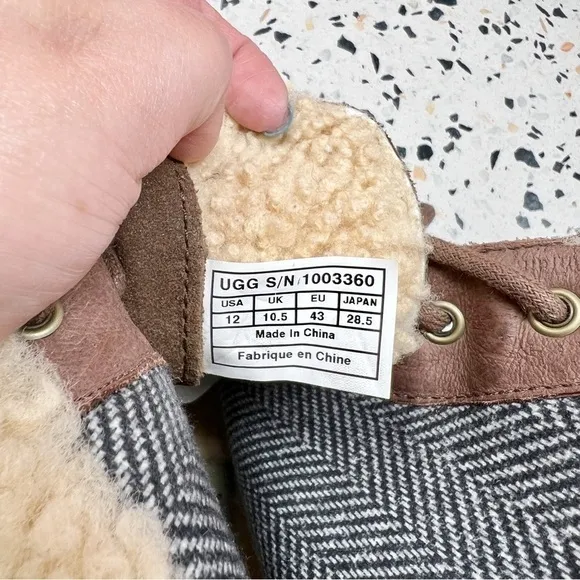 UGG S/N 1003360
USA UK EU JAPAN
12 10.5 43 28.5
Made In China
Fabrique en Chine